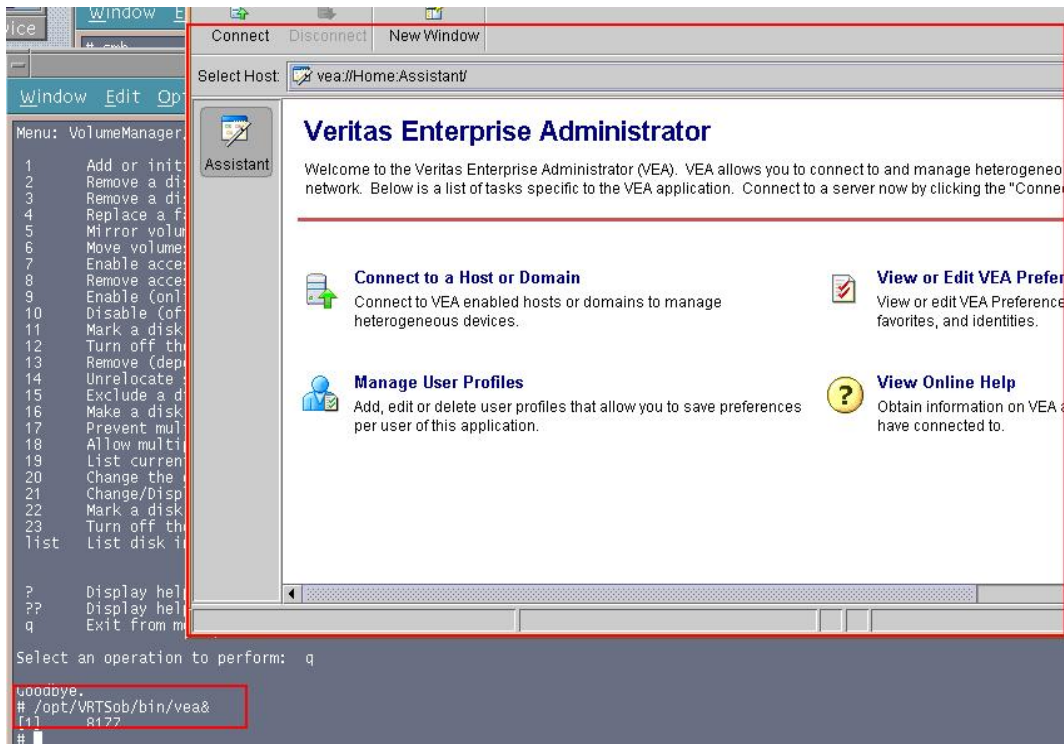 vice
Window E
# smh
Window Edit Opt
Connect Disconnect New Window
Select Host: vea://Home:Assistant/
Assistant
Veritas Enterprise Administrator
Welcome to the Veritas Enterprise Administrator (VEA). VEA allows you to connect to and manage heterogeneo
network. Below is a list of tasks specific to the VEA application. Connect to a server now by clicking the "Conne
Connect to a Host or Domain
Connect to VEA enabled hosts or domains to manage
heterogeneous devices.
View or Edit VEA Prefer
View or edit VEA Preference
favorites, and identities.
Manage User Profiles
Add, edit or delete user profiles that allow you to save preferences
per user of this application.
View Online Help
Obtain information on VEA a
have connected to.
Menu: VolumeManager
1 Add or init
2 Remove a di
3 Remove a di
4 Replace a f
5 Mirror volu
6 Move volume
7 Enable acce
8 Remove acce
9 Enable (onl
10 Disable (of
11 Mark a disk
12 Turn off th
13 Remove (dep
14 Unrelocate
15 Exclude a d
16 Make a disk
17 Prevent mul
18 Allow multi
19 List curren
20 Change the
21 Change/Disp
22 Mark a disk
23 Turn off th
list List disk i
? Display hel
?? Display hel
q Exit from m
Select an operation to perform: q
Goodbye.
# /opt/VRTSob/bin/vea&
[1] 8177
#